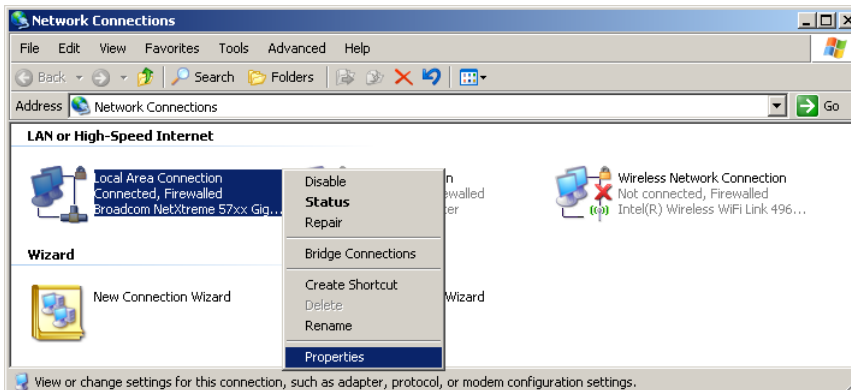 Network Connections
File Edit View Favorites Tools Advanced Help
Back Search Folders
Address Network Connections Go
LAN or High-Speed Internet
Local Area Connection
Connected, Firewalled
Broadcom NetXtreme 57xx Gig...
Disable
Status
Repair
Bridge Connections
Create Shortcut
Delete
Rename
Properties
Wireless Network Connection
Not connected, Firewalled
Intel(R) Wireless WiFi Link 496...
Wizard
New Connection Wizard
Wizard
View or change settings for this connection, such as adapter, protocol, or modem configuration settings.